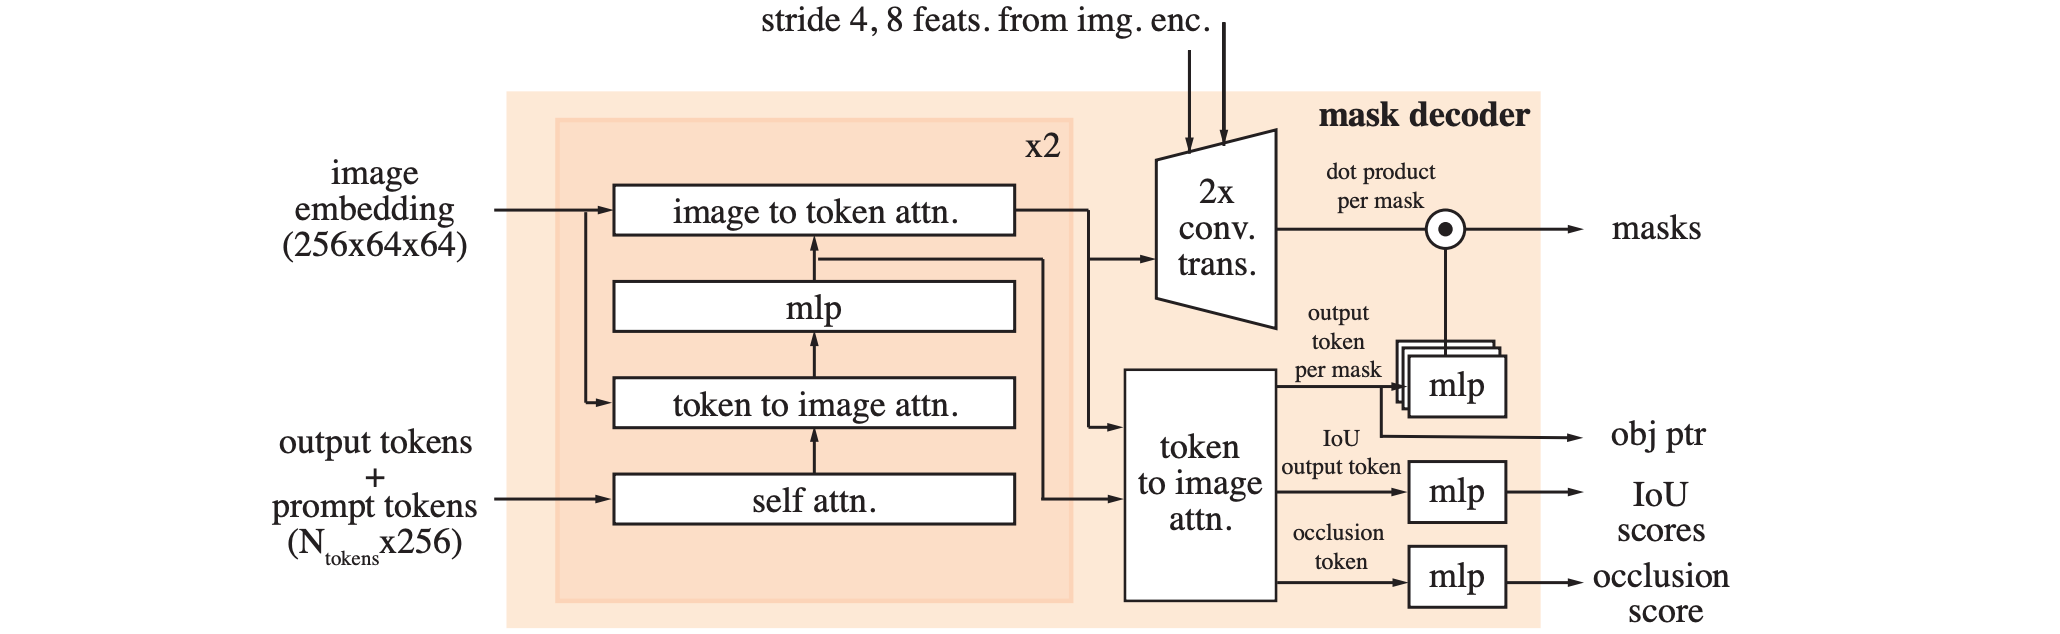 stride 4, 8 feats. from img. enc.
mask decoder
x2
image
embedding
(256x64x64)
image to token attn.
mlp
token to image attn.
self attn.
output tokens
+
prompt tokens
(Ntokensx256)
2x
conv.
trans.
dot product
per mask
masks
output
token
per mask
mlp
obj ptr
token
to image
attn.
IoU
output token
mlp
IoU
scores
occlusion
token
mlp
occlusion
score